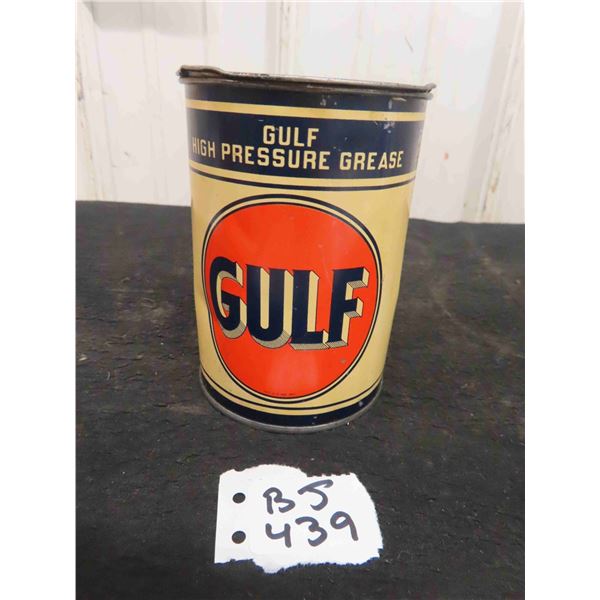 GULF
HIGH PRESSURE GREASE
GULF
BJ
439